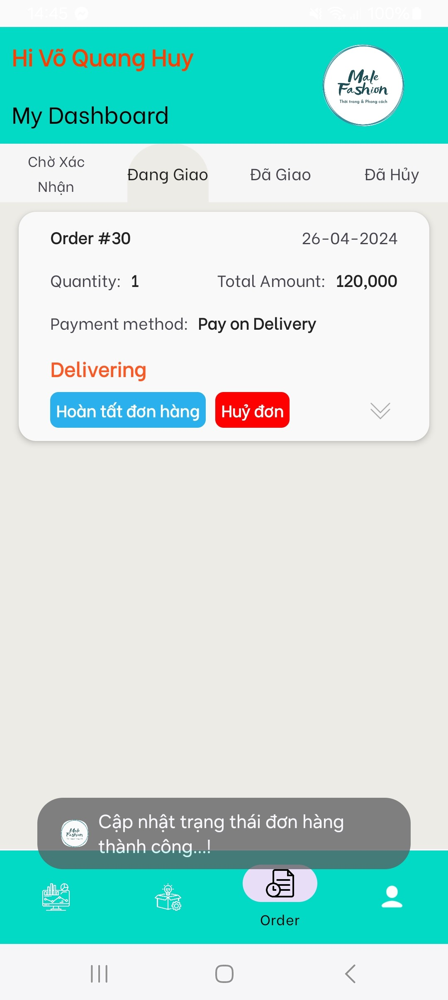 14:45
100%
Hi Võ Quang Huy
My Dashboard
Male
Fashion
Thời trang & Phong cách
Chờ Xác
Nhận
Đang Giao
Đã Giao
Đã Hủy
Order #30
26-04-2024
Quantity: 1
Total Amount: 120,000
Payment method: Pay on Delivery
Delivering
Hoàn tất đơn hàng
Huỷ đơn
Male
Fashion
Cập nhật trạng thái đơn hàng
thành công...!
Order